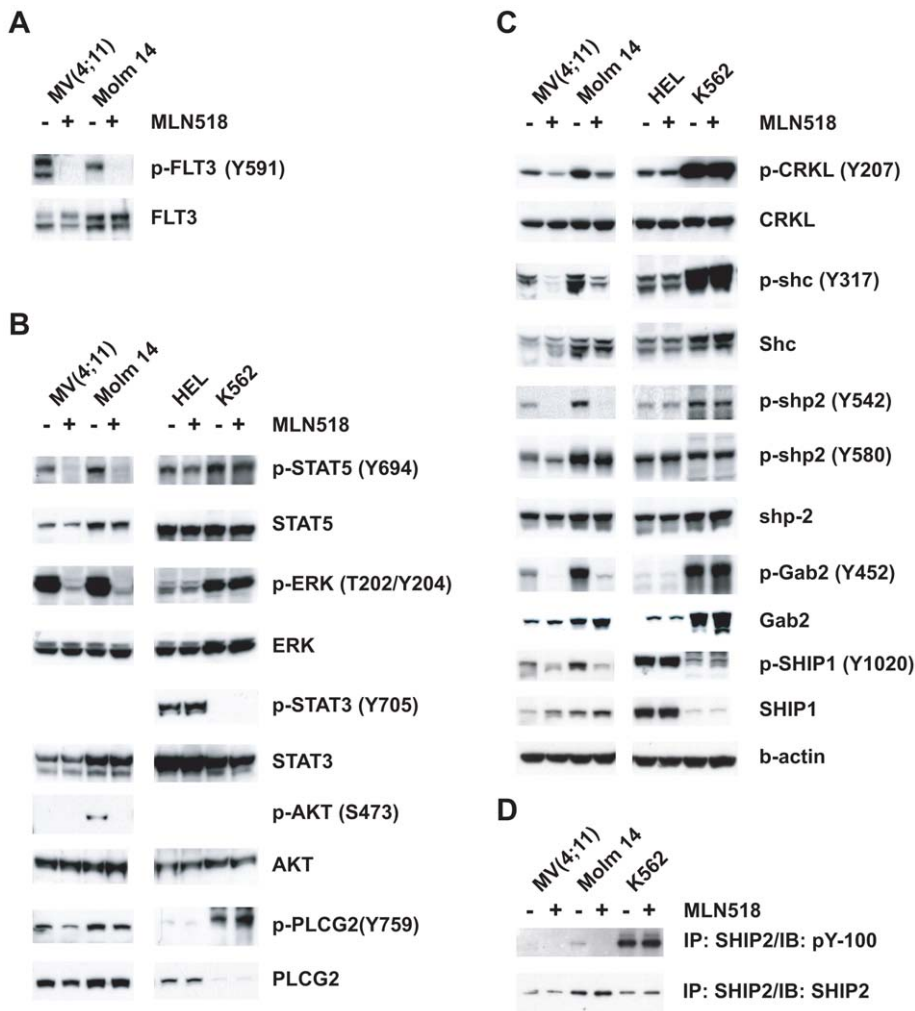 A
MV(4;11) Molm 14
- + - + MLN518
p-FLT3 (Y591)
FLT3
B
MV(4;11) Molm 14 HEL K562
- + - + - + - + MLN518
p-STAT5 (Y694)
STAT5
p-ERK (T202/Y204)
ERK
p-STAT3 (Y705)
STAT3
p-AKT (S473)
AKT
p-PLCG2(Y759)
PLCG2
C
MV(4;11) Molm 14 HEL K562
- + - + - + - + MLN518
p-CRKL (Y207)
CRKL
p-shc (Y317)
Shc
p-shp2 (Y542)
p-shp2 (Y580)
shp-2
p-Gab2 (Y452)
Gab2
p-SHIP1 (Y1020)
SHIP1
b-actin
D
MV(4;11) Molm 14 K562
- + - + - + MLN518
IP: SHIP2/IB: pY-100
IP: SHIP2/IB: SHIP2